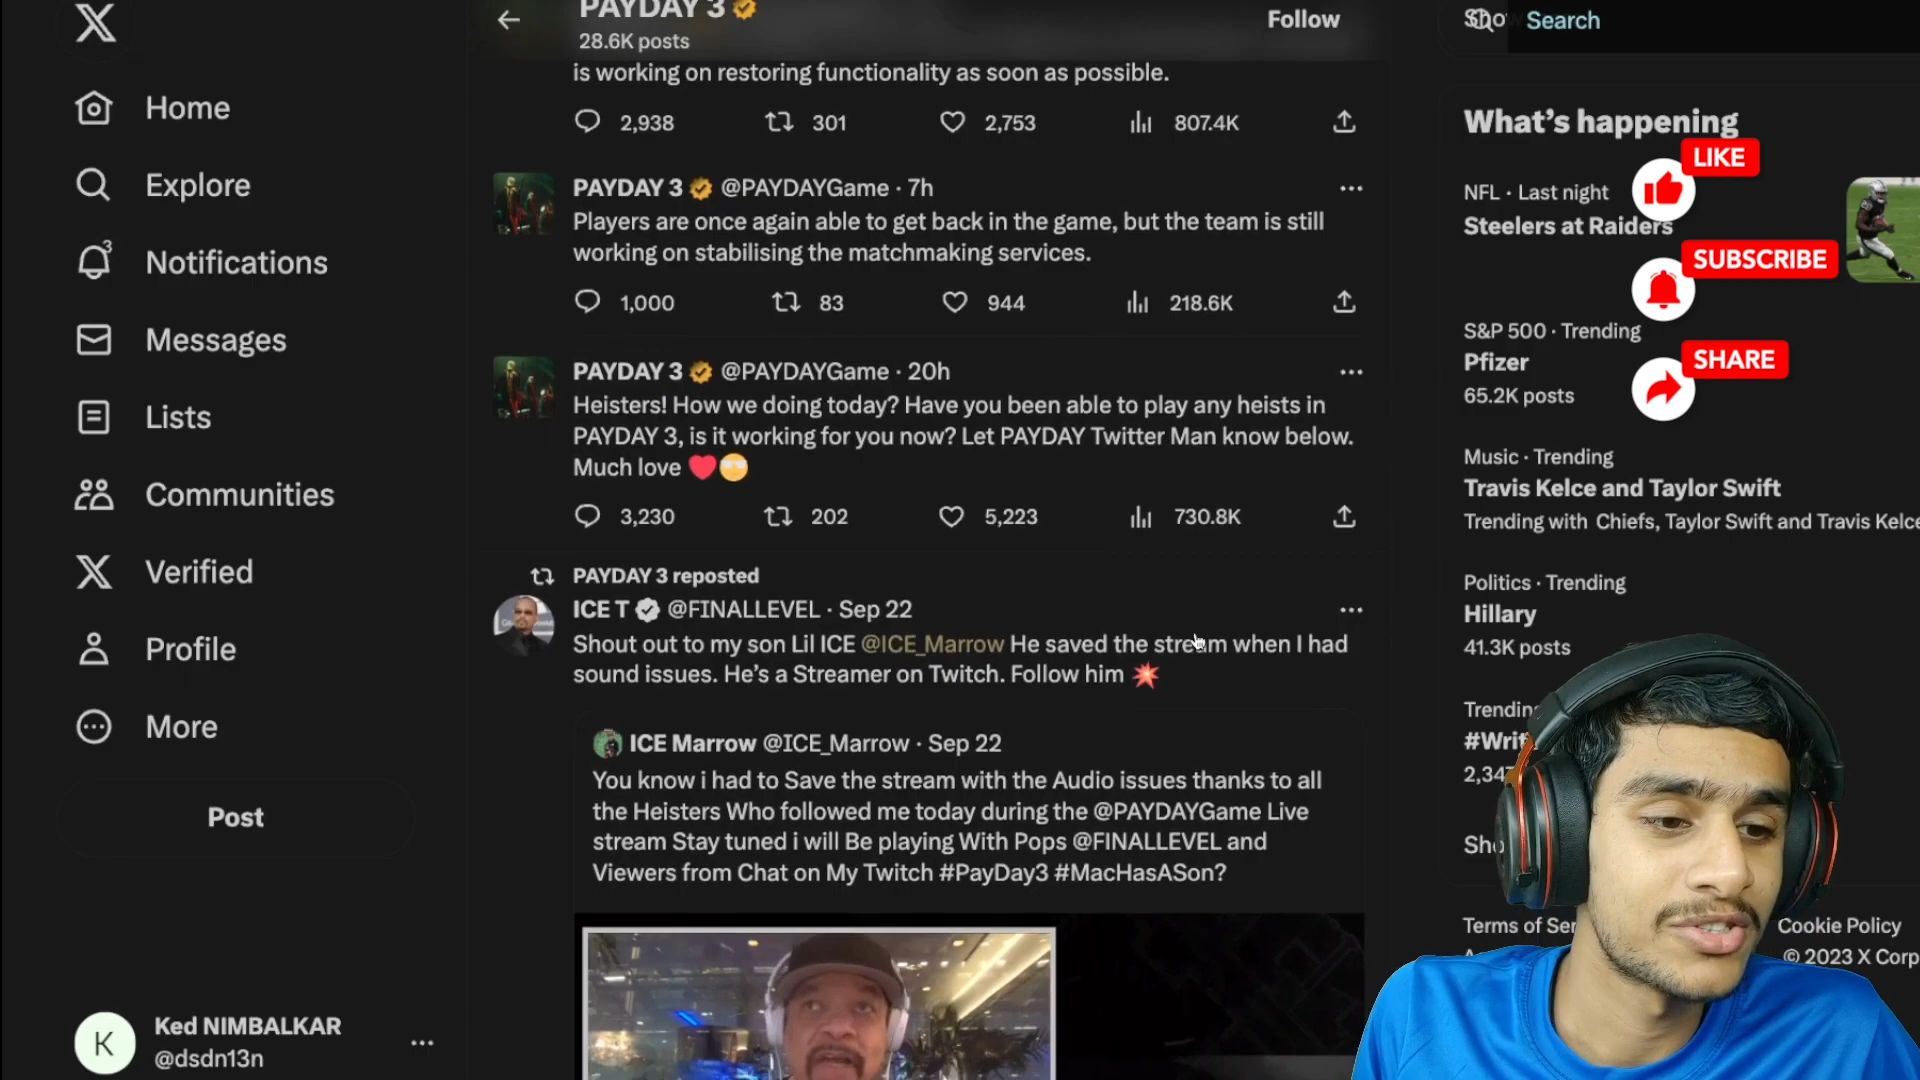 PAYDAY 3
28.6K posts
Follow
Search
is working on restoring functionality as soon as possible.
2,938 301 2,753 807.4K
PAYDAY 3 @PAYDAYGame · 7h
Players are once again able to get back in the game, but the team is still
working on stabilising the matchmaking services.
1,000 83 944 218.6K
PAYDAY 3 @PAYDAYGame · 20h
Heisters! How we doing today? Have you been able to play any heists in
PAYDAY 3, is it working for you now? Let PAYDAY Twitter Man know below.
Much love
3,230 202 5,223 730.8K
PAYDAY 3 reposted
ICE T @FINALLEVEL · Sep 22
Shout out to my son Lil ICE @ICE_Marrow He saved the stream when I had
sound issues. He's a Streamer on Twitch. Follow him
ICE Marrow @ICE_Marrow · Sep 22
You know i had to Save the stream with the Audio issues thanks to all
the Heisters Who followed me today during the @PAYDAYGame Live
stream Stay tuned i will Be playing With Pops @FINALLEVEL and
Viewers from Chat on My Twitch #PayDay3 #MacHasASon?
Home
Explore
3
Notifications
Messages
Lists
Communities
Verified
Profile
More
Post
K
Ked NIMBALKAR
@dsdn13n
What's happening
NFL · Last night
Steelers at Raiders
S&P 500 · Trending
Pfizer
65.2K posts
Music · Trending
Travis Kelce and Taylor Swift
Trending with Chiefs, Taylor Swift and Travis Kelce
Politics · Trending
Hillary
41.3K posts
Cookie Policy
© 2023 X Corp
LIKE
SUBSCRIBE
SHARE